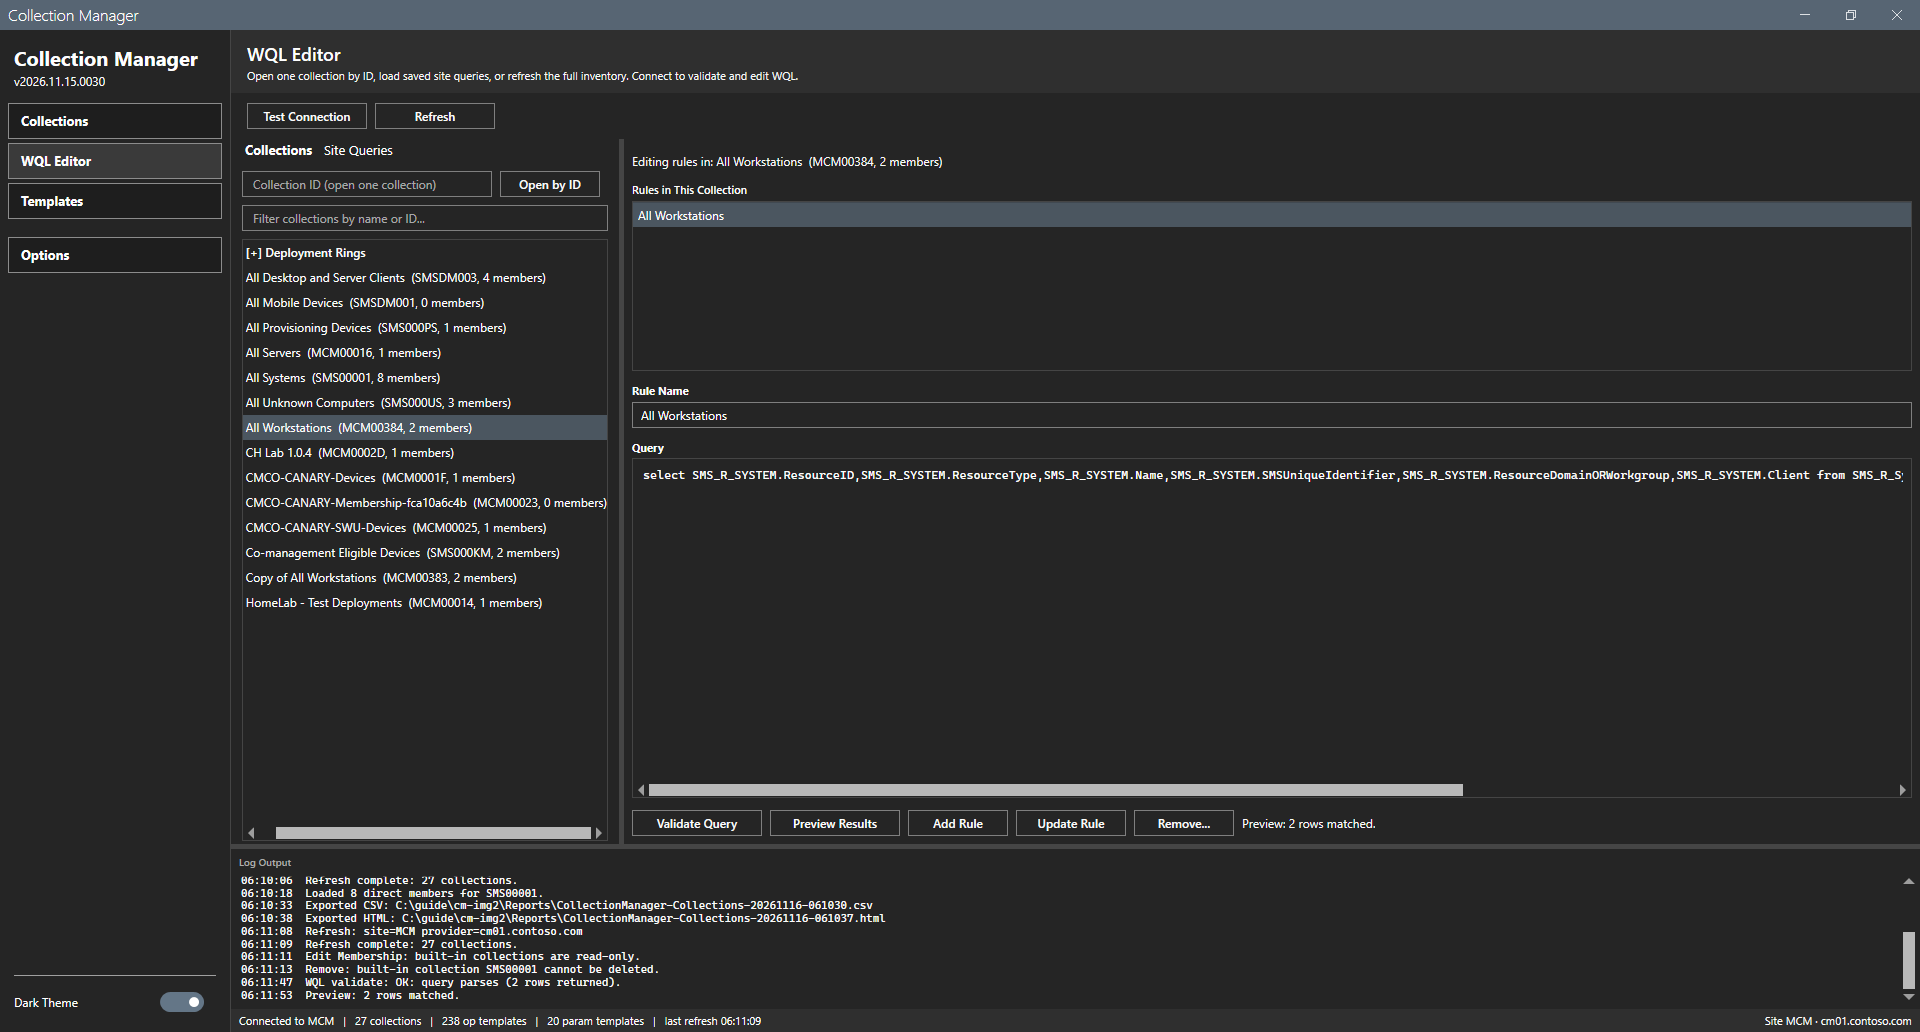 Collection Manager
Collection Manager
v2026.11.15.0030
Collections
WQL Editor
Templates
Options
Dark Theme
WQL Editor
Open one collection by ID, load saved site queries, or refresh the full inventory. Connect to validate and edit WQL.
Test Connection
Refresh
Collections Site Queries
Collection ID (open one collection)
Open by ID
Filter collections by name or ID...
[+] Deployment Rings
All Desktop and Server Clients (SMSDM003, 4 members)
All Mobile Devices (SMSDM001, 0 members)
All Provisioning Devices (SMS000PS, 1 members)
All Servers (MCM00016, 1 members)
All Systems (SMS00001, 8 members)
All Unknown Computers (SMS000US, 3 members)
All Workstations (MCM00384, 2 members)
CH Lab 1.0.4 (MCM0002D, 1 members)
CMCO-CANARY-Devices (MCM0001F, 1 members)
CMCO-CANARY-Membership-fca10a6c4b (MCM00023, 0 members)
CMCO-CANARY-SWU-Devices (MCM00025, 1 members)
Co-management Eligible Devices (SMS000KM, 2 members)
Copy of All Workstations (MCM00383, 2 members)
HomeLab - Test Deployments (MCM00014, 1 members)
Editing rules in: All Workstations (MCM00384, 2 members)
Rules in This Collection
All Workstations
Rule Name
All Workstations
Query
select SMS_R_SYSTEM.ResourceID,SMS_R_SYSTEM.ResourceType,SMS_R_SYSTEM.Name,SMS_R_SYSTEM.SMSUniqueIdentifier,SMS_R_SYSTEM.ResourceDomainORWorkgroup,SMS_R_SYSTEM.Client from SMS_R_Sy
Validate Query
Preview Results
Add Rule
Update Rule
Remove...
Preview: 2 rows matched.
Log Output
06:10:06 Refresh complete: 27 collections.
06:10:18 Loaded 8 direct members for SMS00001.
06:10:33 Exported CSV: C:\guide\cm-img2\Reports\CollectionManager-Collections-20261116-061030.csv
06:10:38 Exported HTML: C:\guide\cm-img2\Reports\CollectionManager-Collections-20261116-061037.html
06:11:08 Refresh: site=MCM provider=cm01.contoso.com
06:11:09 Refresh complete: 27 collections.
06:11:11 Edit Membership: built-in collections are read-only.
06:11:13 Remove: built-in collection SMS00001 cannot be deleted.
06:11:47 WQL validate: OK: query parses (2 rows returned).
06:11:53 Preview: 2 rows matched.
Connected to MCM | 27 collections | 238 op templates | 20 param templates | last refresh 06:11:09
Site MCM · cm01.contoso.com